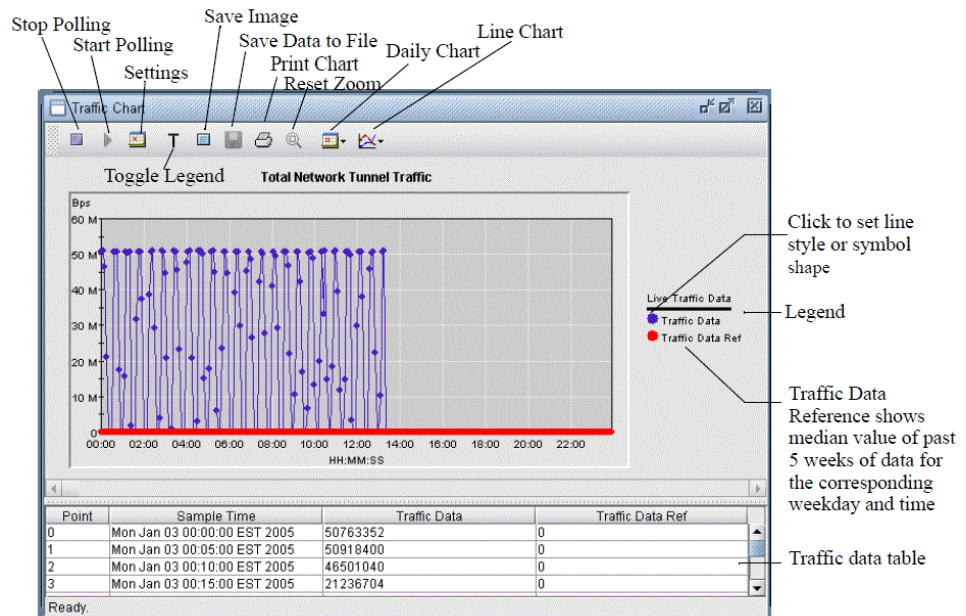 Stop Polling
Start Polling
Settings
Save Image
Save Data to File
Print Chart
Reset Zoom
Daily Chart
Line Chart
Traffic Chart
T
Toggle Legend
Total Network Tunnel Traffic
Bps
60 M
50 M
40 M
30 M
20 M
10 M
0
00:00 02:00 04:00 06:00 08:00 10:00 12:00 14:00 16:00 18:00 20:00 22:00
HH:MM:SS
Live Traffic Data
Traffic Data
Traffic Data Ref
Click to set line
style or symbol
shape
Legend
Traffic Data
Reference shows
median value of past
5 weeks of data for
the corresponding
weekday and time
Point Sample Time Traffic Data Traffic Data Ref
0 Mon Jan 03 00:00:00 EST 2005 50763352 0
1 Mon Jan 03 00:05:00 EST 2005 50918400 0
2 Mon Jan 03 00:10:00 EST 2005 46501040 0
3 Mon Jan 03 00:15:00 EST 2005 21236704 0
Traffic data table
Ready.